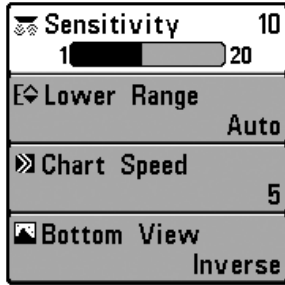 Sensitivity 10
1 20
Lower Range
Auto
Chart Speed
5
Bottom View
Inverse